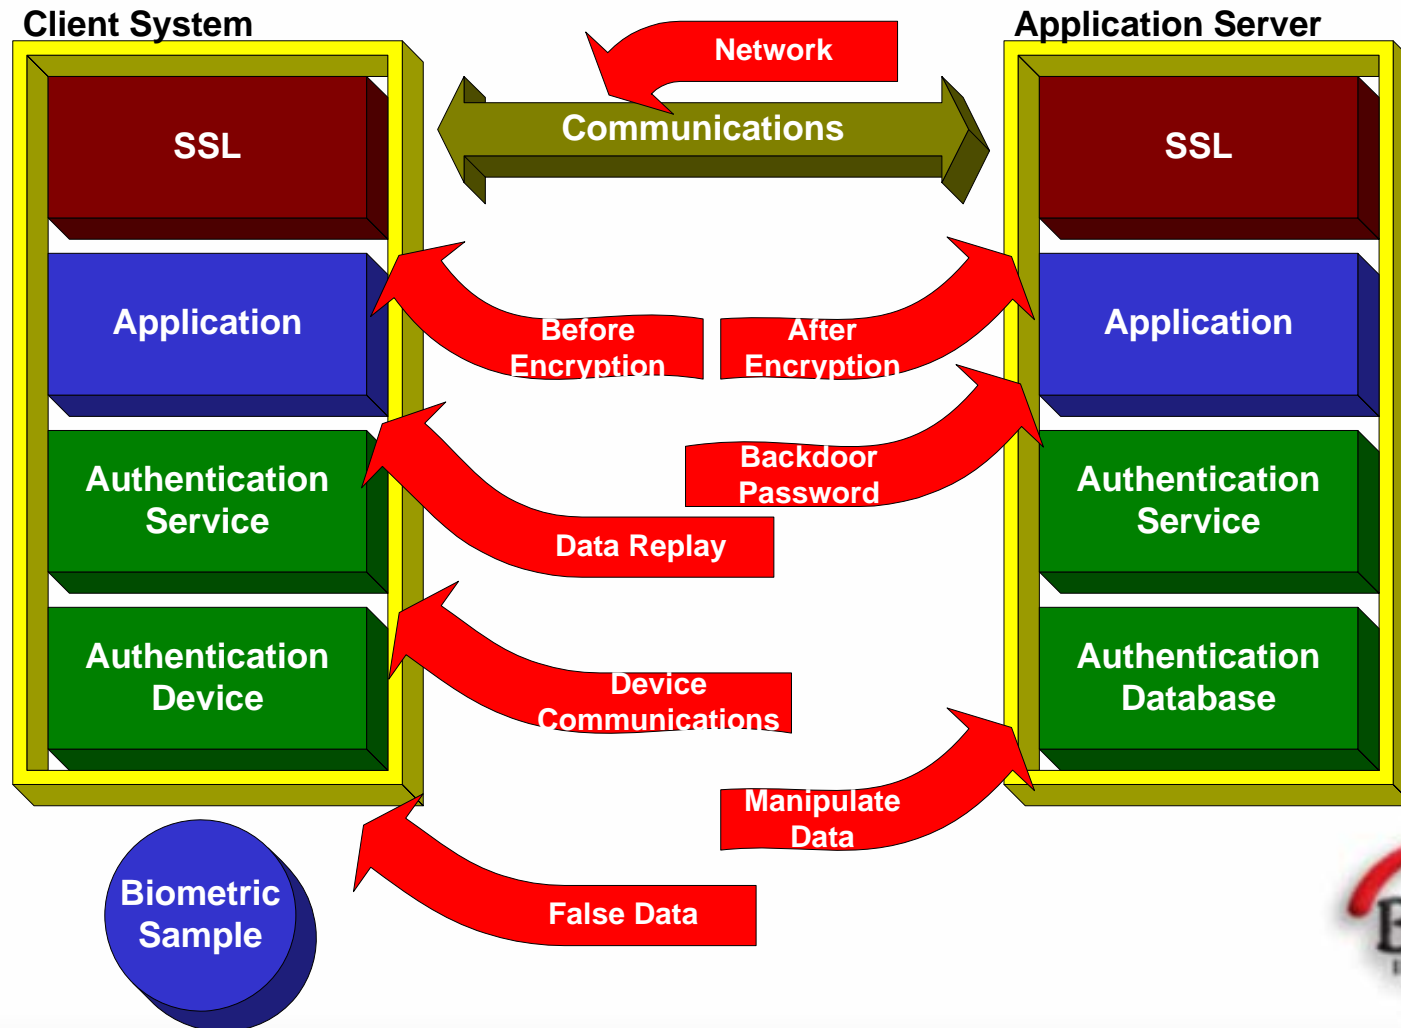 Client System
Application Server
Network
Communications
SSL
SSL
Application
Application
Before
Encryption
After
Encryption
Backdoor
Password
Authentication
Service
Authentication
Service
Data Replay
Authentication
Device
Authentication
Database
Device
Communications
Manipulate
Data
Biometric
Sample
False Data